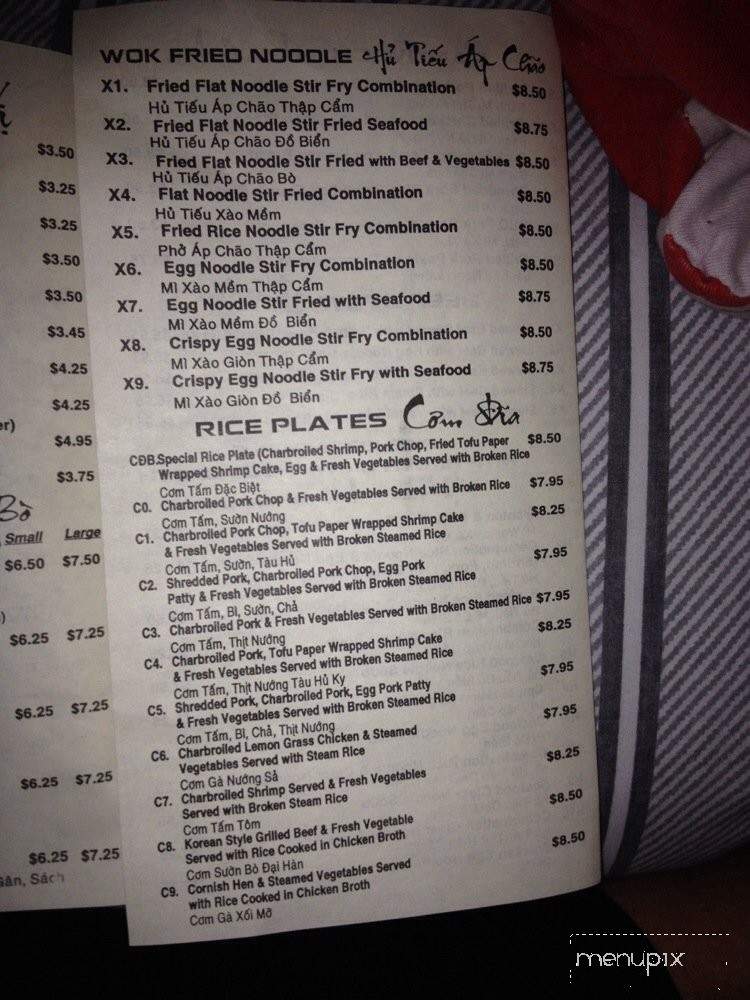 WOK FRIED NOODLE Hủ Tiếu Áp Chảo
X1. Fried Flat Noodle Stir Fry Combination $8.50
Hủ Tiếu Áp Chão Thập Cẩm
X2. Fried Flat Noodle Stir Fried Seafood $8.75
Hủ Tiếu Áp Chão Đồ Biển
X3. Fried Flat Noodle Stir Fried with Beef & Vegetables $8.50
Hủ Tiếu Áp Chão Bò
X4. Flat Noodle Stir Fried Combination $8.50
Hủ Tiếu Xào Mềm
X5. Fried Rice Noodle Stir Fry Combination $8.50
Phở Áp Chão Thập Cẩm
X6. Egg Noodle Stir Fry Combination $8.50
Mì Xào Mềm Thập Cẩm
X7. Egg Noodle Stir Fried with Seafood $8.75
Mì Xào Mềm Đồ Biển
X8. Crispy Egg Noodle Stir Fry Combination $8.50
Mì Xào Giòn Thập Cẩm
X9. Crispy Egg Noodle Stir Fry with Seafood $8.75
Mì Xào Giòn Đồ Biển
RICE PLATES Cơm Đĩa
CĐB.Special Rice Plate (Charbroiled Shrimp, Pork Chop, Fried Tofu Paper $8.50
Wrapped Shrimp Cake, Egg & Fresh Vegetables Served with Broken Rice
Cơm Tấm Đặc Biệt
C0. Charbroiled Pork Chop & Fresh Vegetables Served with Broken Rice $7.95
Cơm Tấm, Sườn Nướng
C1. Charbroiled Pork Chop, Tofu Paper Wrapped Shrimp Cake $8.25
& Fresh Vegetables Served with Broken Steamed Rice
Cơm Tấm, Sườn, Tàu Hủ
C2. Shredded Pork, Charbroiled Pork Chop, Egg Pork $7.95
Patty & Fresh Vegetables Served with Broken Steamed Rice
Cơm Tấm, Bì, Sườn, Chả
C3. Charbroiled Pork & Fresh Vegetables Served with Broken Steamed Rice $7.95
Cơm Tấm, Thịt Nướng
C4. Charbroiled Pork, Tofu Paper Wrapped Shrimp Cake $8.25
& Fresh Vegetables Served with Broken Steamed Rice
Cơm Tấm, Thịt Nướng Tàu Hủ Ky
C5. Shredded Pork, Charbroiled Pork, Egg Pork Patty $7.95
& Fresh Vegetables Served with Broken Steamed Rice
Cơm Tấm, Bì, Chả, Thịt Nướng
C6. Charbroiled Lemon Grass Chicken & Steamed $7.95
Vegetables Served with Steam Rice
Cơm Gà Nướng Sả
C7. Charbroiled Shrimp Served & Fresh Vegetables $8.25
Served with Broken Steam Rice
Cơm Tấm Tôm
C8. Korean Style Grilled Beef & Fresh Vegetable $8.50
Served with Rice Cooked in Chicken Broth
Cơm Sườn Bò Đại Hàn
C9. Cornish Hen & Steamed Vegetables Served $8.50
with Rice Cooked in Chicken Broth
Cơm Gà Xối Mỡ
$3.50
$3.25
$3.25
$3.50
$3.50
$3.45
$4.25
$4.25
$4.95
$3.75
Bò
Small Large
$6.50 $7.50
$6.25 $7.25
$6.25 $7.25
$6.25 $7.25
$6.25 $7.25
Gân, Sách
menupix